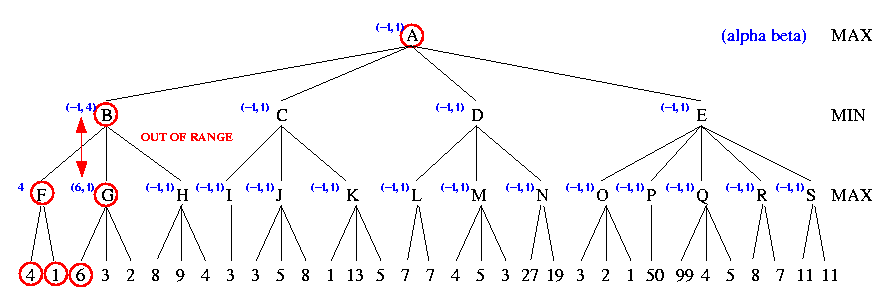 (–I, I) A (alpha beta) MAX
(–I, 4) B (–I, I) C (–I, I) D (–I, I) E MIN
OUT OF RANGE
4 F (6, I) G (–I, I) H (–I, I) I (–I, I) J (–I, I) K (–I, I) L (–I, I) M (–I, I) N (–I, I) O (–I, I) P (–I, I) Q (–I, I) R (–I, I) S MAX
4 1 6 3 2 8 9 4 3 3 5 8 1 13 5 7 7 4 5 3 27 19 3 2 1 50 99 4 5 8 7 11 11